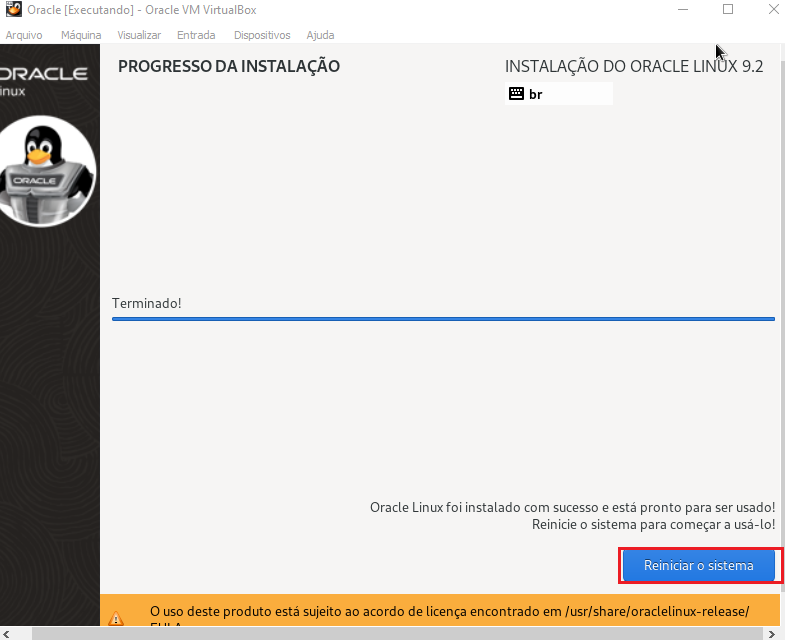 Oracle [Executando] - Oracle VM VirtualBox
Arquivo Máquina Visualizar Entrada Dispositivos Ajuda
ORACLE
inux
ORACLE
PROGRESSO DA INSTALAÇÃO
INSTALAÇÃO DO ORACLE LINUX 9.2
br
Terminado!
Oracle Linux foi instalado com sucesso e está pronto para ser usado!
Reinicie o sistema para começar a usá-lo!
Reiniciar o sistema
O uso deste produto está sujeito ao acordo de licença encontrado em /usr/share/oraclelinux-release/
EULA